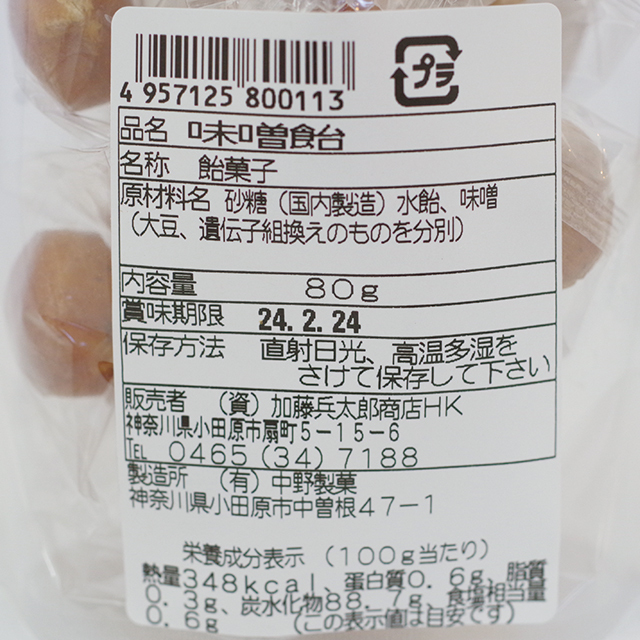 プラ
4 957125 800113
品名 味噌飴
名称 飴菓子
原材料名 砂糖（国内製造）水飴、味噌
（大豆、遺伝子組換えのものを分別）
内容量 80g
賞味期限 24.2.24
保存方法 直射日光、高温多湿を
さけて保存して下さい
販売者 （資）加藤兵太郎商店HK
神奈川県小田原市扇町5-15-6
TEL 0465(34)7188
製造所 （有）中野製菓
神奈川県小田原市中曽根47-1
栄養成分表示（100g当たり）
熱量348kcal、蛋白質0.6g、脂質
0.3g、炭水化物88.7g、食塩相当量
0.6g （この表示値は目安です）